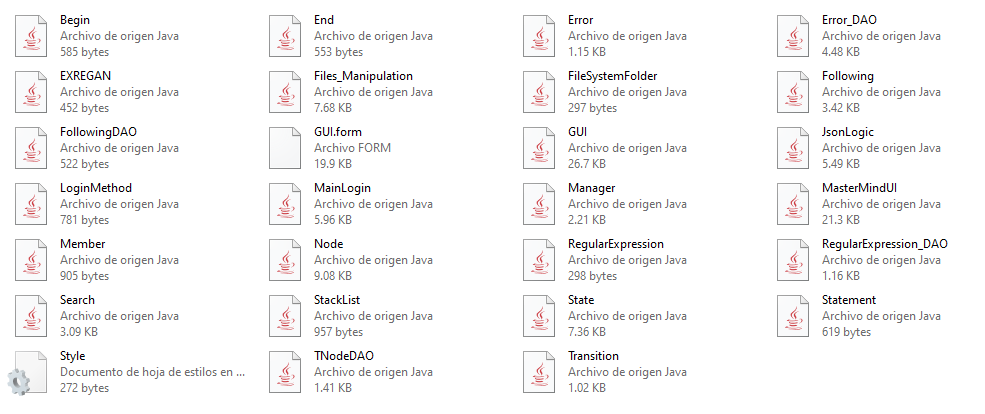 Begin
Archivo de origen Java
585 bytes
End
Archivo de origen Java
553 bytes
Error
Archivo de origen Java
1.15 KB
Error_DAO
Archivo de origen Java
4.48 KB
EXREGAN
Archivo de origen Java
452 bytes
Files_Manipulation
Archivo de origen Java
7.68 KB
FileSystemFolder
Archivo de origen Java
297 bytes
Following
Archivo de origen Java
3.42 KB
FollowingDAO
Archivo de origen Java
522 bytes
GUI.form
Archivo FORM
19.9 KB
GUI
Archivo de origen Java
26.7 KB
JsonLogic
Archivo de origen Java
5.49 KB
LoginMethod
Archivo de origen Java
781 bytes
MainLogin
Archivo de origen Java
5.96 KB
Manager
Archivo de origen Java
2.21 KB
MasterMindUI
Archivo de origen Java
21.3 KB
Member
Archivo de origen Java
905 bytes
Node
Archivo de origen Java
9.08 KB
RegularExpression
Archivo de origen Java
298 bytes
RegularExpression_DAO
Archivo de origen Java
1.16 KB
Search
Archivo de origen Java
3.09 KB
StackList
Archivo de origen Java
957 bytes
State
Archivo de origen Java
7.36 KB
Statement
Archivo de origen Java
619 bytes
Style
Documento de hoja de estilos en ...
272 bytes
TNodeDAO
Archivo de origen Java
1.41 KB
Transition
Archivo de origen Java
1.02 KB